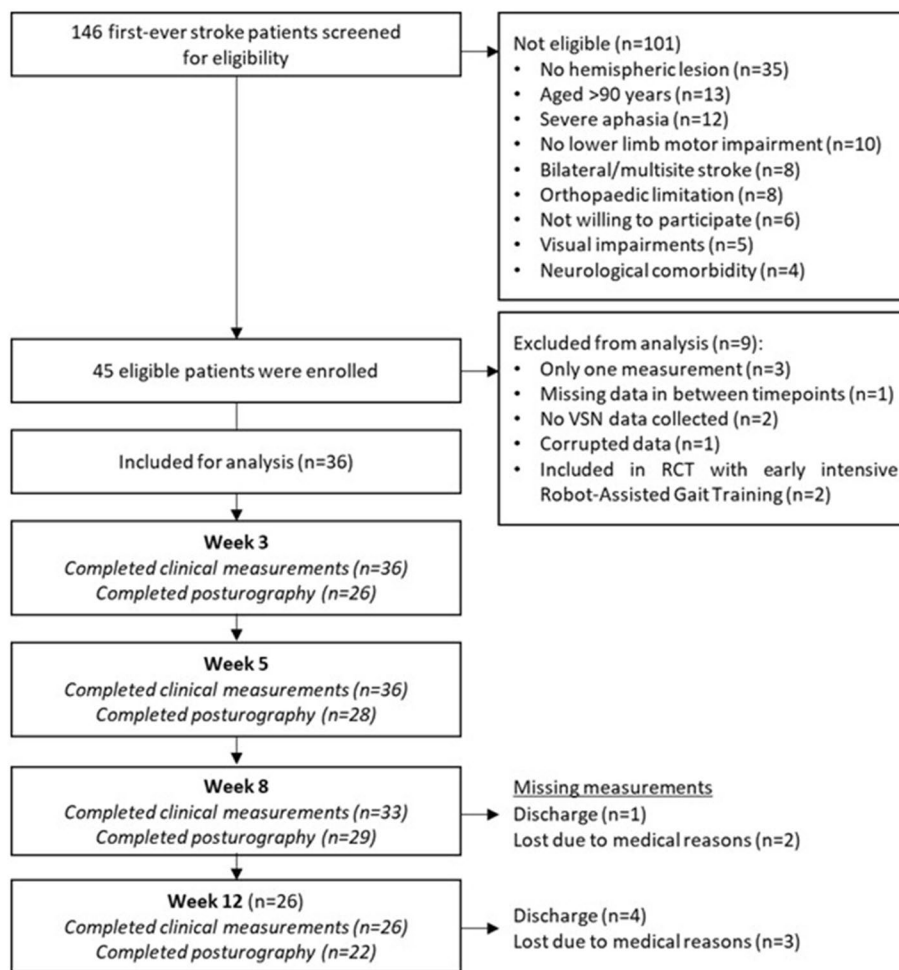 146 first-ever stroke patients screened
for eligibility
Not eligible (n=101)
• No hemispheric lesion (n=35)
• Aged >90 years (n=13)
• Severe aphasia (n=12)
• No lower limb motor impairment (n=10)
• Bilateral/multisite stroke (n=8)
• Orthopaedic limitation (n=8)
• Not willing to participate (n=6)
• Visual impairments (n=5)
• Neurological comorbidity (n=4)
45 eligible patients were enrolled
Excluded from analysis (n=9):
• Only one measurement (n=3)
• Missing data in between timepoints (n=1)
• No VSN data collected (n=2)
• Corrupted data (n=1)
• Included in RCT with early intensive
Robot-Assisted Gait Training (n=2)
Included for analysis (n=36)
Week 3
Completed clinical measurements (n=36)
Completed posturography (n=26)
Week 5
Completed clinical measurements (n=36)
Completed posturography (n=28)
Week 8
Completed clinical measurements (n=33)
Completed posturography (n=29)
Missing measurements
Discharge (n=1)
Lost due to medical reasons (n=2)
Week 12 (n=26)
Completed clinical measurements (n=26)
Completed posturography (n=22)
Discharge (n=4)
Lost due to medical reasons (n=3)